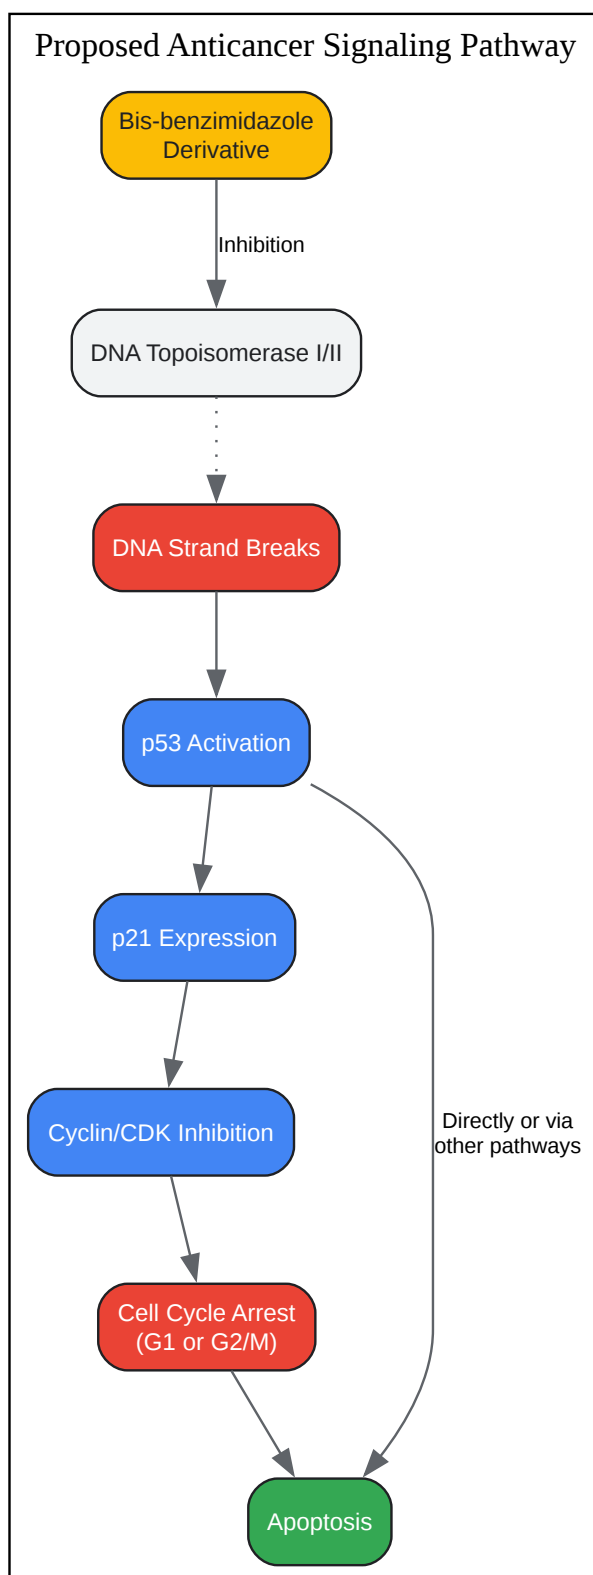 Proposed Anticancer Signaling Pathway
Bis-benzimidazole
Derivative
Inhibition
DNA Topoisomerase I/II
DNA Strand Breaks
p53 Activation
p21 Expression
Cyclin/CDK Inhibition
Directly or via
other pathways
Cell Cycle Arrest
(G1 or G2/M)
Apoptosis